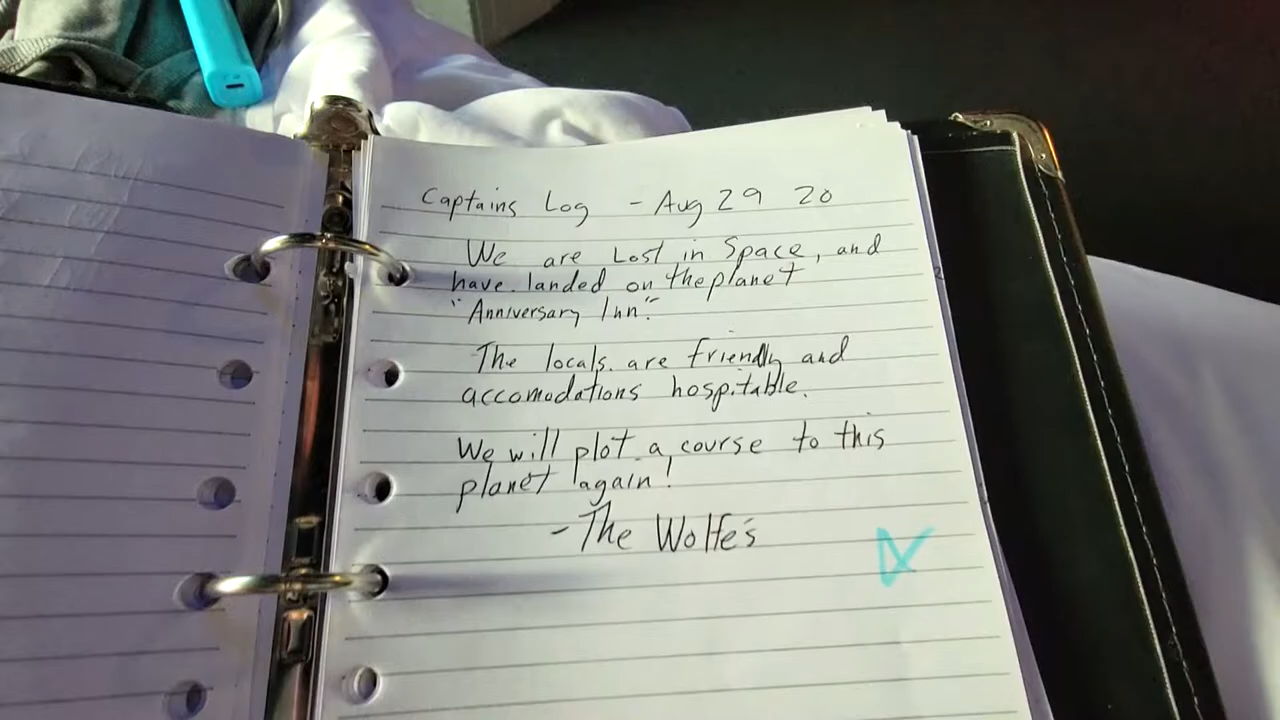 Captains Log - Aug 29 20
We are Lost in Space, and
have landed on the planet
"Anniversary Inn".
The locals are friendly and
accomodations hospitable.
We will plot a course to this
planet again!
-The Wolfe's